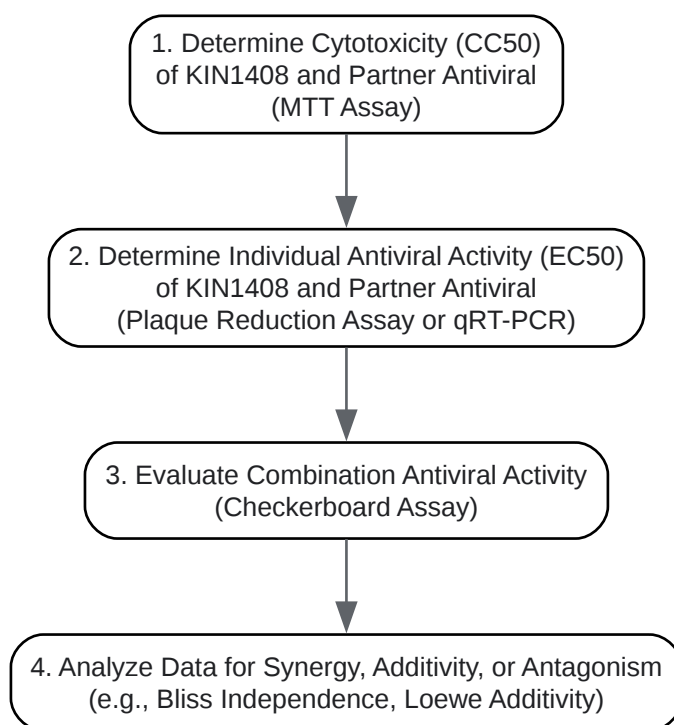 1. Determine Cytotoxicity (CC50)
of KIN1408 and Partner Antiviral
(MTT Assay)
2. Determine Individual Antiviral Activity (EC50)
of KIN1408 and Partner Antiviral
(Plaque Reduction Assay or qRT-PCR)
3. Evaluate Combination Antiviral Activity
(Checkerboard Assay)
4. Analyze Data for Synergy, Additivity, or Antagonism
(e.g., Bliss Independence, Loewe Additivity)